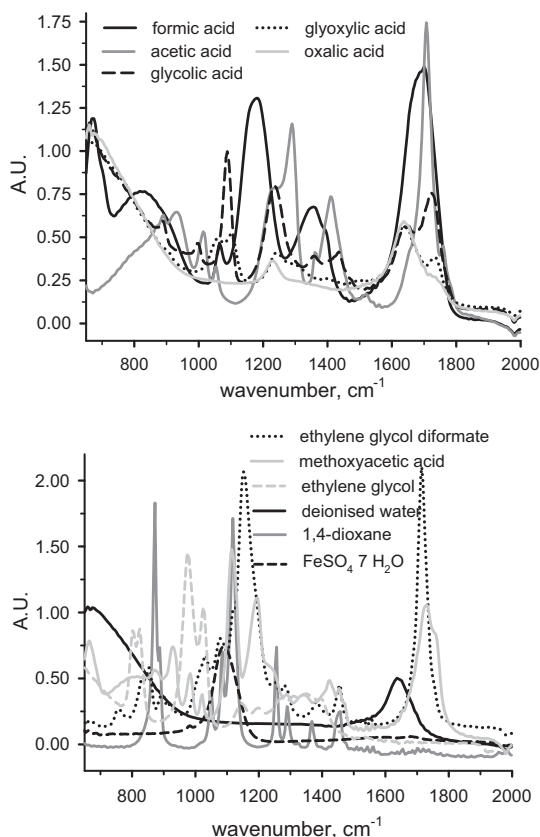 1.75
1.50
1.25
1.00
0.75
0.50
0.25
0.00
A.U.
formic acid
acetic acid
glycolic acid
glyoxylic acid
oxalic acid
800 1000 1200 1400 1600 1800 2000
wavenumber, cm-1
ethylene glycol diformate
methoxyacetic acid
ethylene glycol
deionised water
1,4-dioxane
FeSO4 7 H2O
2.00
1.50
1.00
0.50
0.00
A.U.
800 1000 1200 1400 1600 1800 2000
wavenumber, cm-1